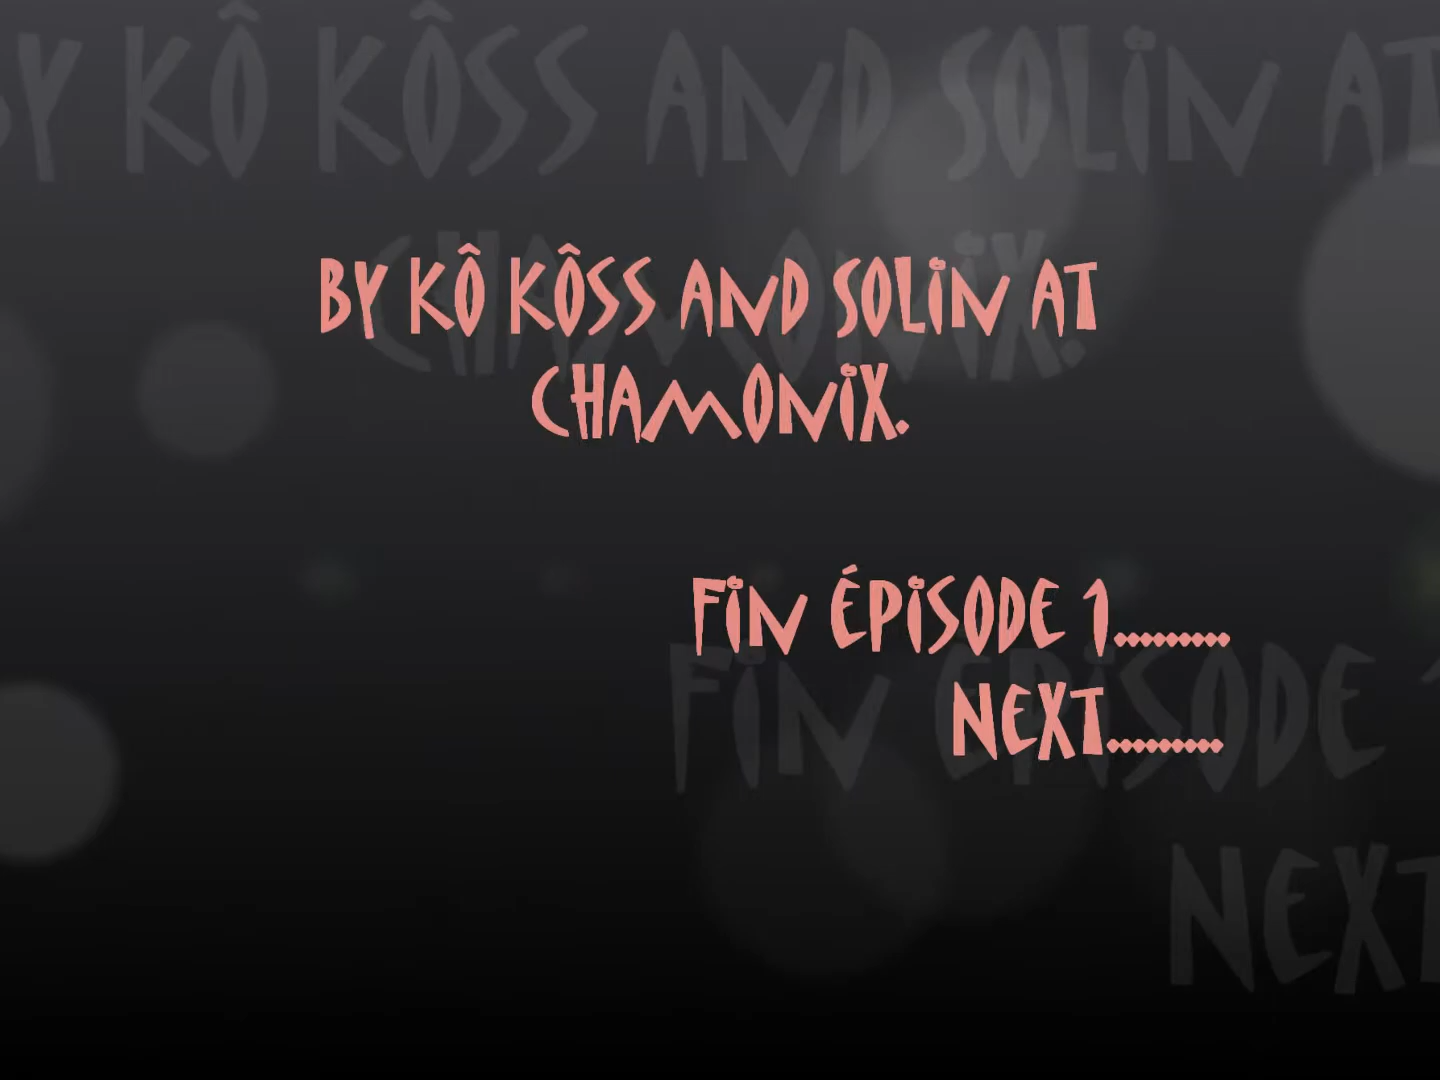 BY KÔ KÔSS AND SOLIN AT
CHAMONIX.
FIN ÉPISODE 1.........
NEXT.........